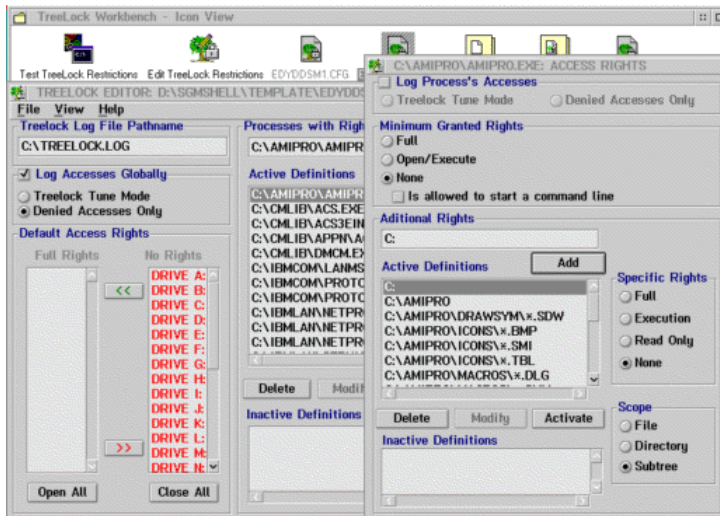 TreeLock Workbench - Icon View
Test TreeLock Restrictions
Edit TreeLock Restrictions
EDYDDSM1.CFG
TREELOCK EDITOR: D:\SGMSHELL\TEMPLATE\EDYDDS
File View Help
Treelock Log File Pathname
C:\TREELOCK.LOG
Log Accesses Globally
Treelock Tune Mode
Denied Accesses Only
Default Access Rights
Full Rights
No Rights
<<
>>
DRIVE A:
DRIVE B:
DRIVE C:
DRIVE D:
DRIVE E:
DRIVE F:
DRIVE G:
DRIVE H:
DRIVE I:
DRIVE J:
DRIVE K:
DRIVE L:
DRIVE M:
DRIVE N:
Open All
Close All
Processes with Righ
C:\AMIPRO\AMIPR
Active Definitions
C:\AMIPRO\AMIPR
C:\CMLIB\ACS.EXE
C:\CMLIB\ACS3EIN
C:\CMLIB\APPN\A
C:\CMLIB\DMCM.EX
C:\IBMCOM\LANMS
C:\IBMCOM\PROTO
C:\IBMCOM\PROTO
C:\IBMLAN\NETPR
C:\IBMLAN\NETPR
C:\IBMLAN\NETPR
Delete
Modif
Inactive Definitions
C:\AMIPRO\AMIPRO.EXE: ACCESS RIGHTS
Log Process's Accesses
Treelock Tune Mode
Denied Accesses Only
Minimum Granted Rights
Full
Open/Execute
None
Is allowed to start a command line
Aditional Rights
C:
Active Definitions
Add
C:
C:\AMIPRO
C:\AMIPRO\DRAWSYM\*.SDW
C:\AMIPRO\ICONS\*.BMP
C:\AMIPRO\ICONS\*.SMI
C:\AMIPRO\ICONS\*.TBL
C:\AMIPRO\MACROS\*.DLG
Delete
Modify
Activate
Inactive Definitions
Specific Rights
Full
Execution
Read Only
None
Scope
File
Directory
Subtree